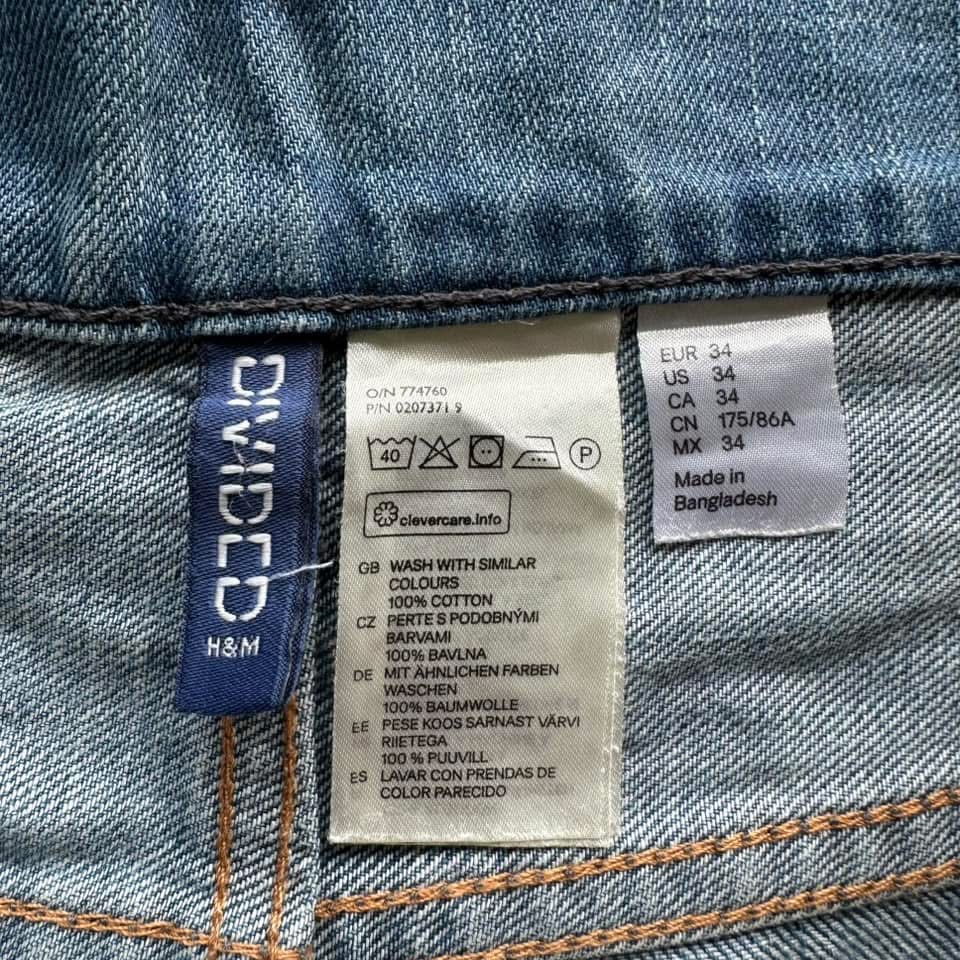 DIVIDED
H&M
O/N 774760
P/N 0207371 9
40
P
clevercare.info
GB WASH WITH SIMILAR
COLOURS
100% COTTON
CZ PERTE S PODOBNÝMI
BARVAMI
100% BAVLNA
DE MIT ÄHNLICHEN FARBEN
WASCHEN
100% BAUMWOLLE
EE PESE KOOS SARNAST VÄRVI
RIIETEGA
100 % PUUVILL
ES LAVAR CON PRENDAS DE
COLOR PARECIDO
EUR 34
US 34
CA 34
CN 175/86A
MX 34
Made in
Bangladesh